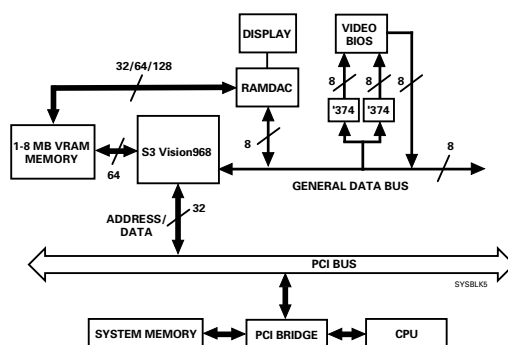 DISPLAY
VIDEO
BIOS
32/64/128
8
8
8
RAMDAC
'374
'374
1-8 MB VRAM
MEMORY
64
S3 Vision968
8
8
GENERAL DATA BUS
ADDRESS/
DATA
32
PCI BUS
SYSBLK5
SYSTEM MEMORY
PCI BRIDGE
CPU